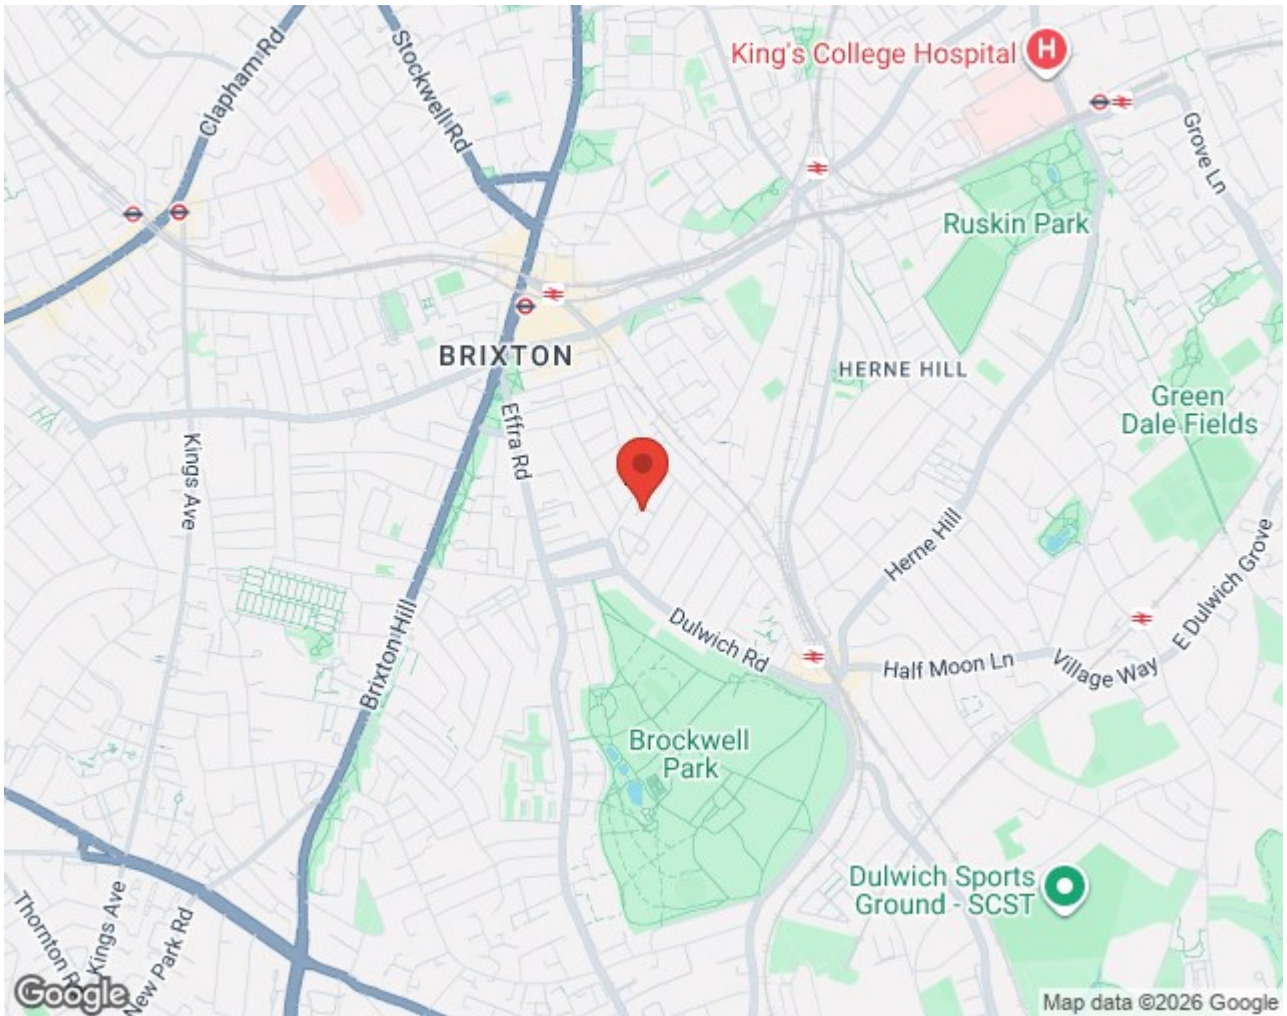 Clapham Rd
Stockwell Rd
King's College Hospital
H
Grove Ln
Ruskin Park
BRIXTON
HERNE HILL
Green
Dale Fields
Effra Rd
Kings Ave
Herne Hill
E Dulwich Grove
Brixton Hill
Dulwich Rd
Half Moon Ln
Village Way
Brockwell
Park
Dulwich Sports
Ground - SCST
Thornton R
Kings Ave
New Park Rd
Google
Map data ©2026 Google